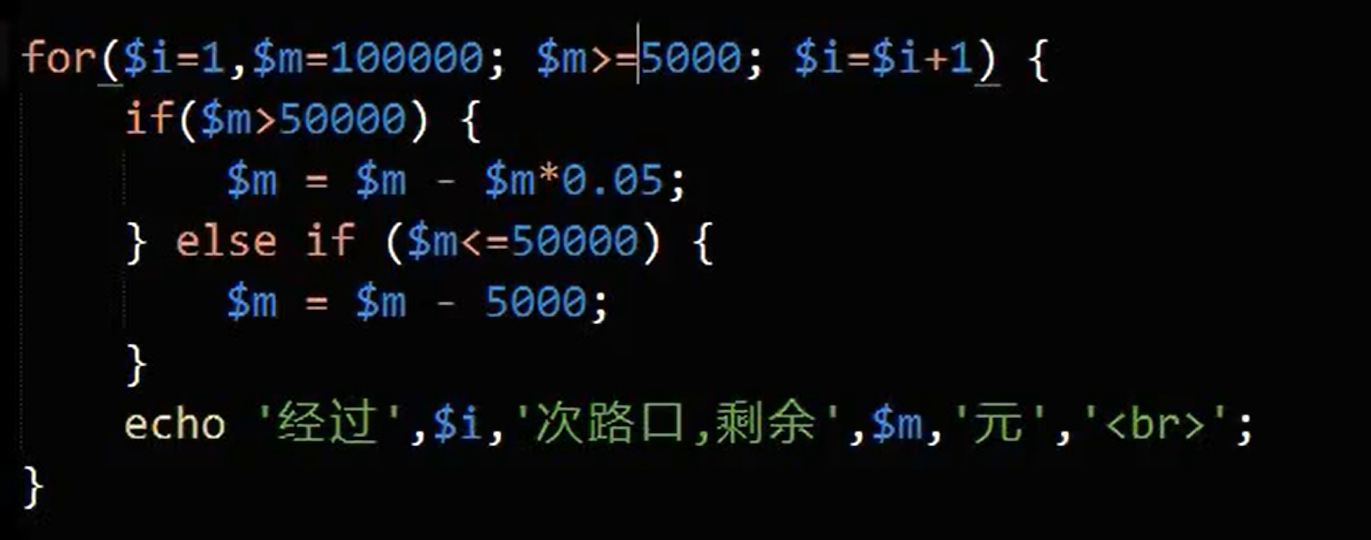 for($i=1,$m=100000; $m>=5000; $i=$i+1) {
if($m>50000) {
$m = $m - $m*0.05;
} else if ($m<=50000) {
$m = $m - 5000;
}
echo '经过',$i,'次路口,剩余',$m,'元','<br>';
}